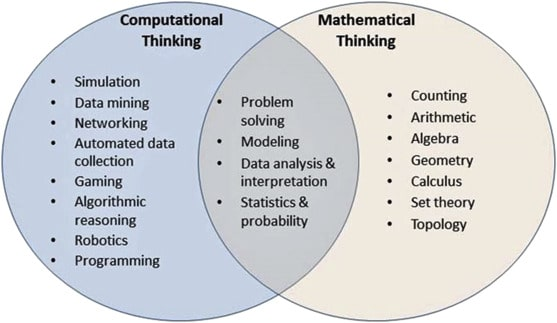 Computational
Thinking
• Simulation
• Data mining
• Networking
• Automated data
collection
• Gaming
• Algorithmic
reasoning
• Robotics
• Programming
• Problem
solving
• Modeling
• Data analysis &
interpretation
• Statistics &
probability
Mathematical
Thinking
• Counting
• Arithmetic
• Algebra
• Geometry
• Calculus
• Set theory
• Topology